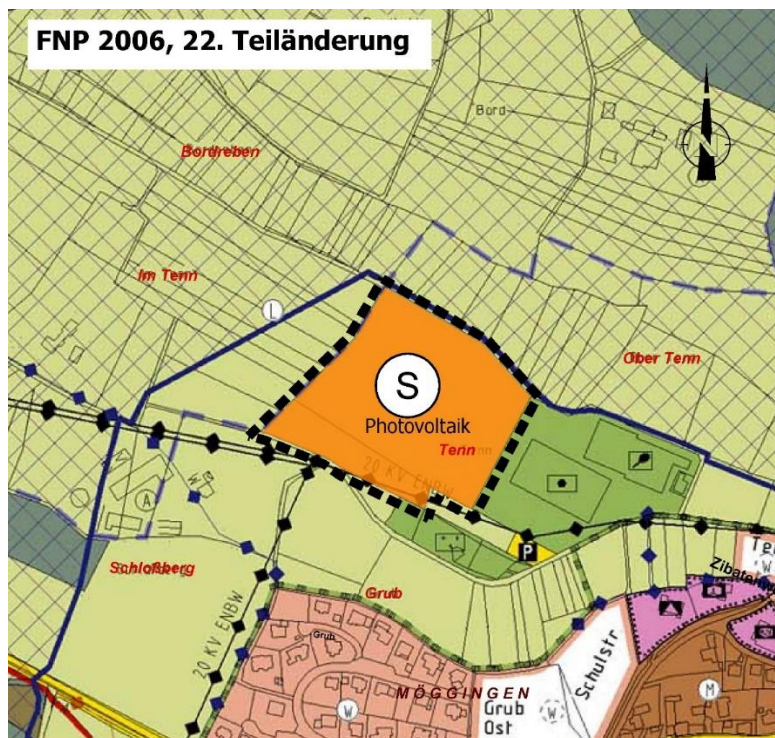 FNP 2006, 22. Teiländerung
Bord
N
Bordreben
Im Tenn
L
Ober Tenn
S
Photovoltaik
Tenn
20 KV ENBW
A
P
Schloßberg
Grub
W
20 KV ENBW
Grub
MÖGGINGEN
W
Grub
Ost
W
Schulstr
M